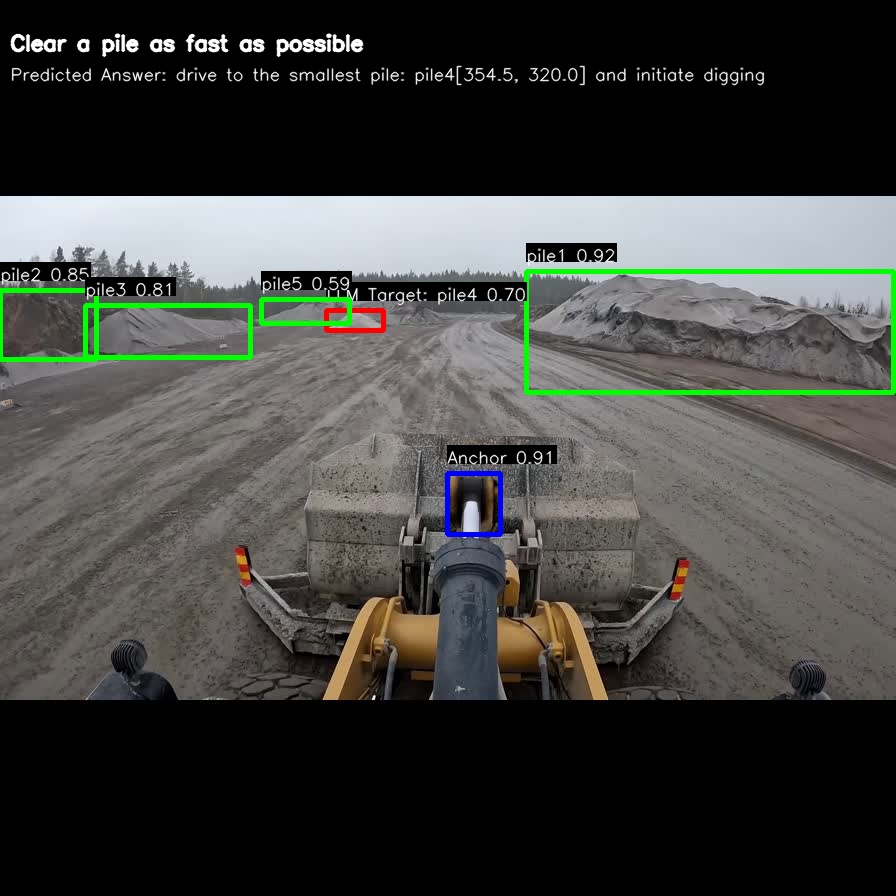 Clear a pile as fast as possible
Predicted Answer: drive to the smallest pile: pile4[354.5, 320.0] and initiate digging
pile1 0.92
pile2 0.85
pile5 0.59
pile3 0.81
LLM Target: pile4 0.70
Anchor 0.91